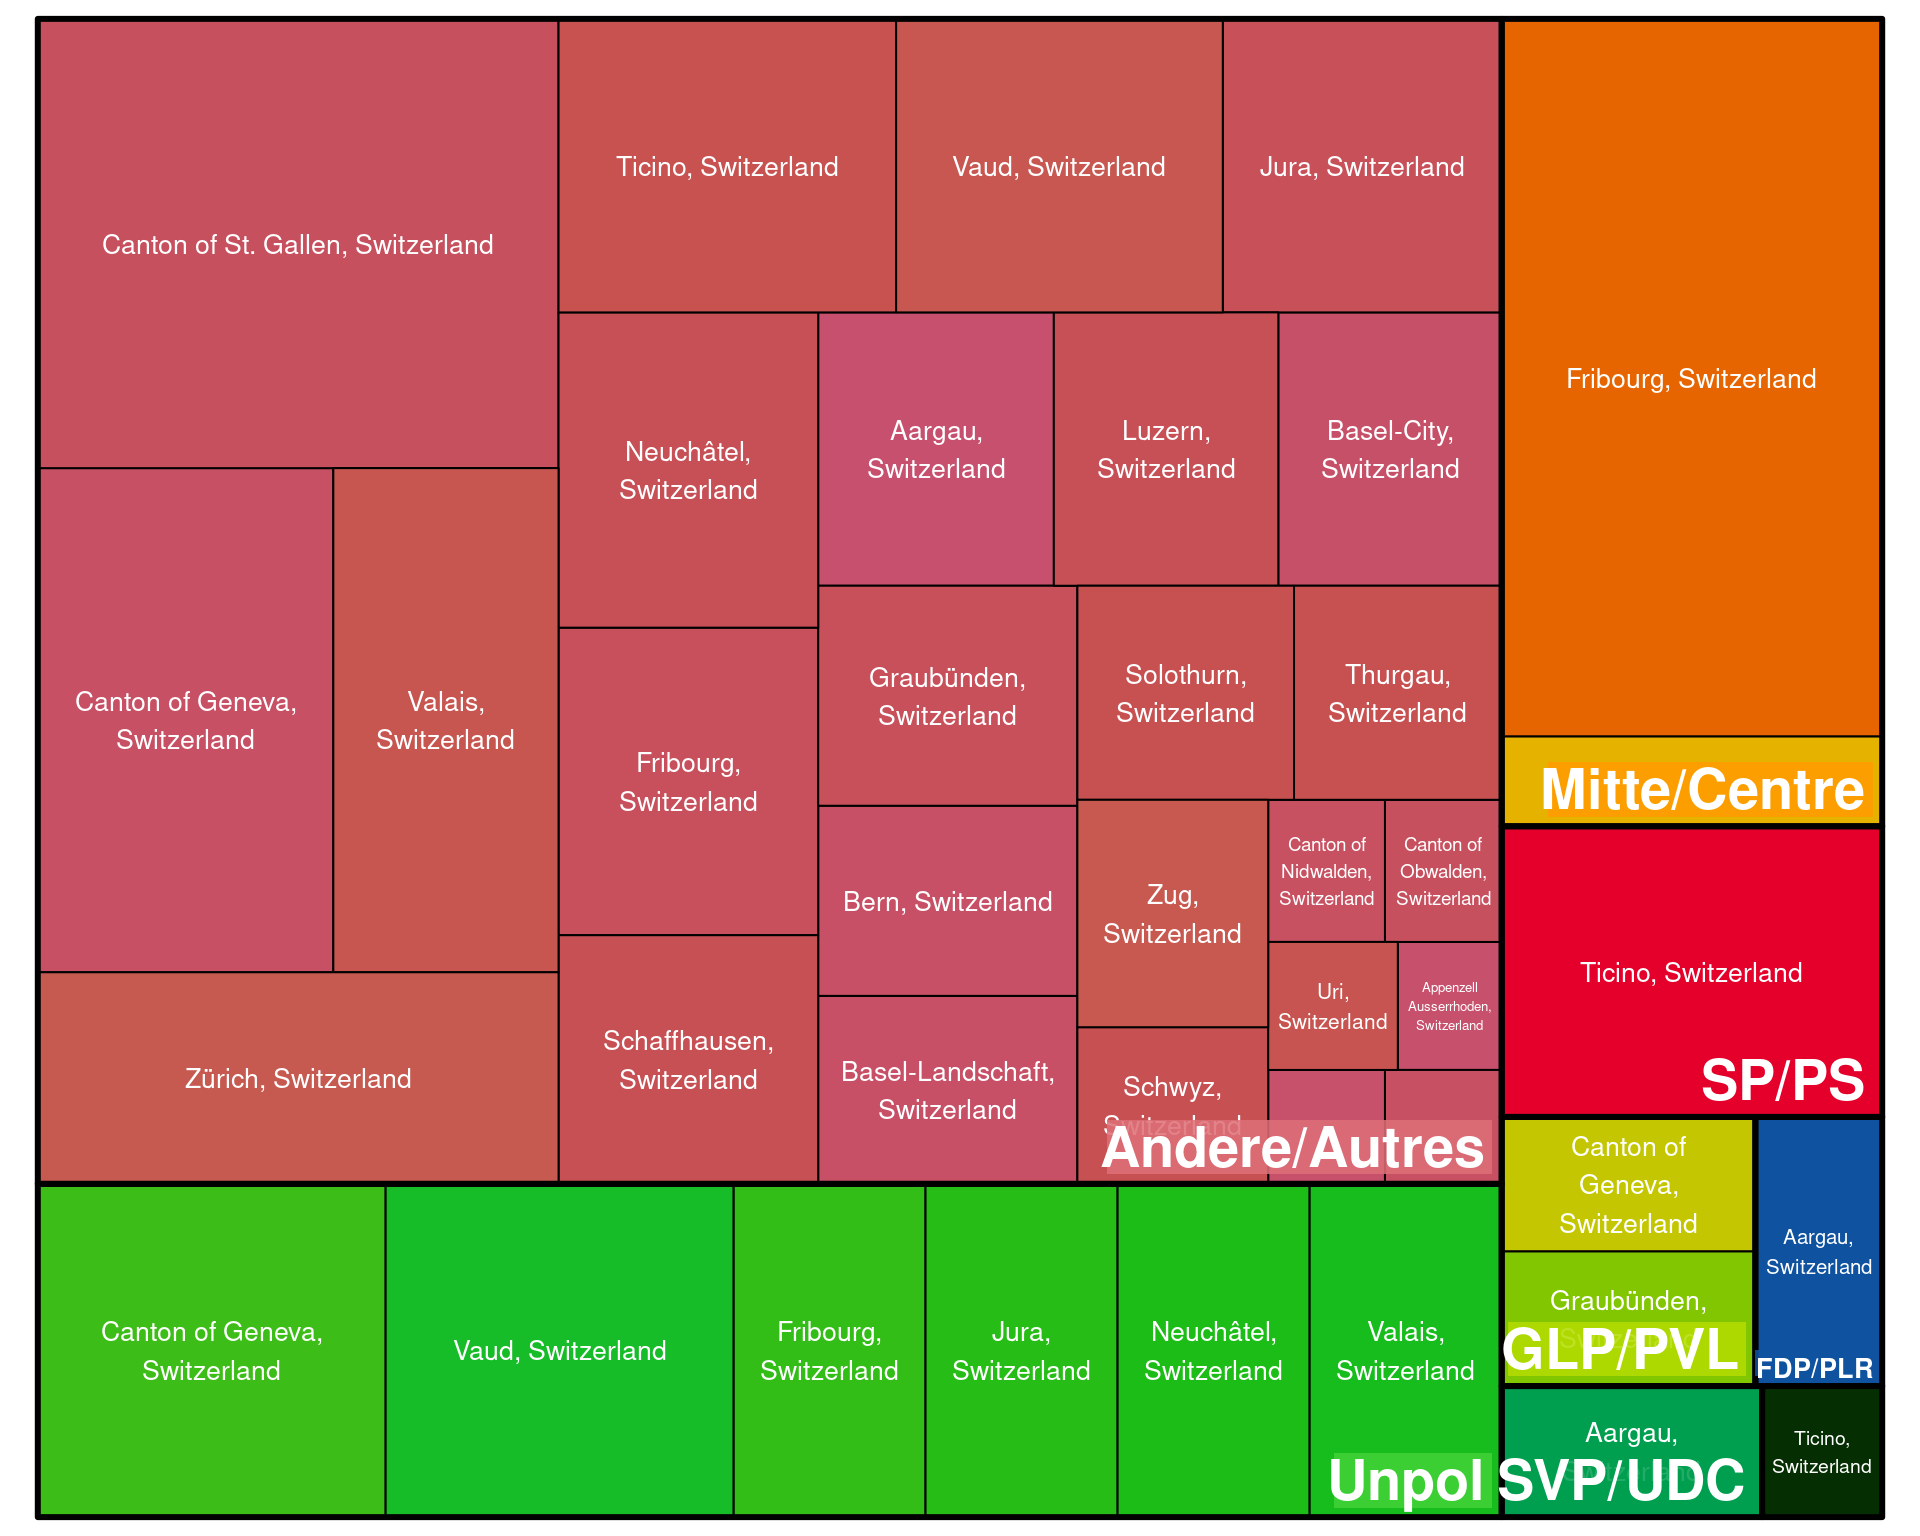 Canton of St. Gallen, Switzerland
Ticino, Switzerland
Vaud, Switzerland
Jura, Switzerland
Fribourg, Switzerland
Neuchâtel,
Switzerland
Aargau,
Switzerland
Luzern,
Switzerland
Basel-City,
Switzerland
Canton of Geneva,
Switzerland
Valais,
Switzerland
Graubünden,
Switzerland
Solothurn,
Switzerland
Thurgau,
Switzerland
Fribourg,
Switzerland
Mitte/Centre
Bern, Switzerland
Zug,
Switzerland
Canton of
Nidwalden,
Switzerland
Canton of
Obwalden,
Switzerland
Uri,
Switzerland
Appenzell
Ausserrhoden,
Switzerland
Ticino, Switzerland
SP/PS
Zürich, Switzerland
Schaffhausen,
Switzerland
Basel-Landschaft,
Switzerland
Schwyz,
Switzerland
Andere/Autres
Canton of
Geneva,
Switzerland
Aargau,
Switzerland
Graubünden,
GLP/PVL
FDP/PLR
Canton of Geneva,
Switzerland
Vaud, Switzerland
Fribourg,
Switzerland
Jura,
Switzerland
Neuchâtel,
Switzerland
Valais,
Switzerland
Unpol
Aargau,
SVP/UDC
Ticino,
Switzerland